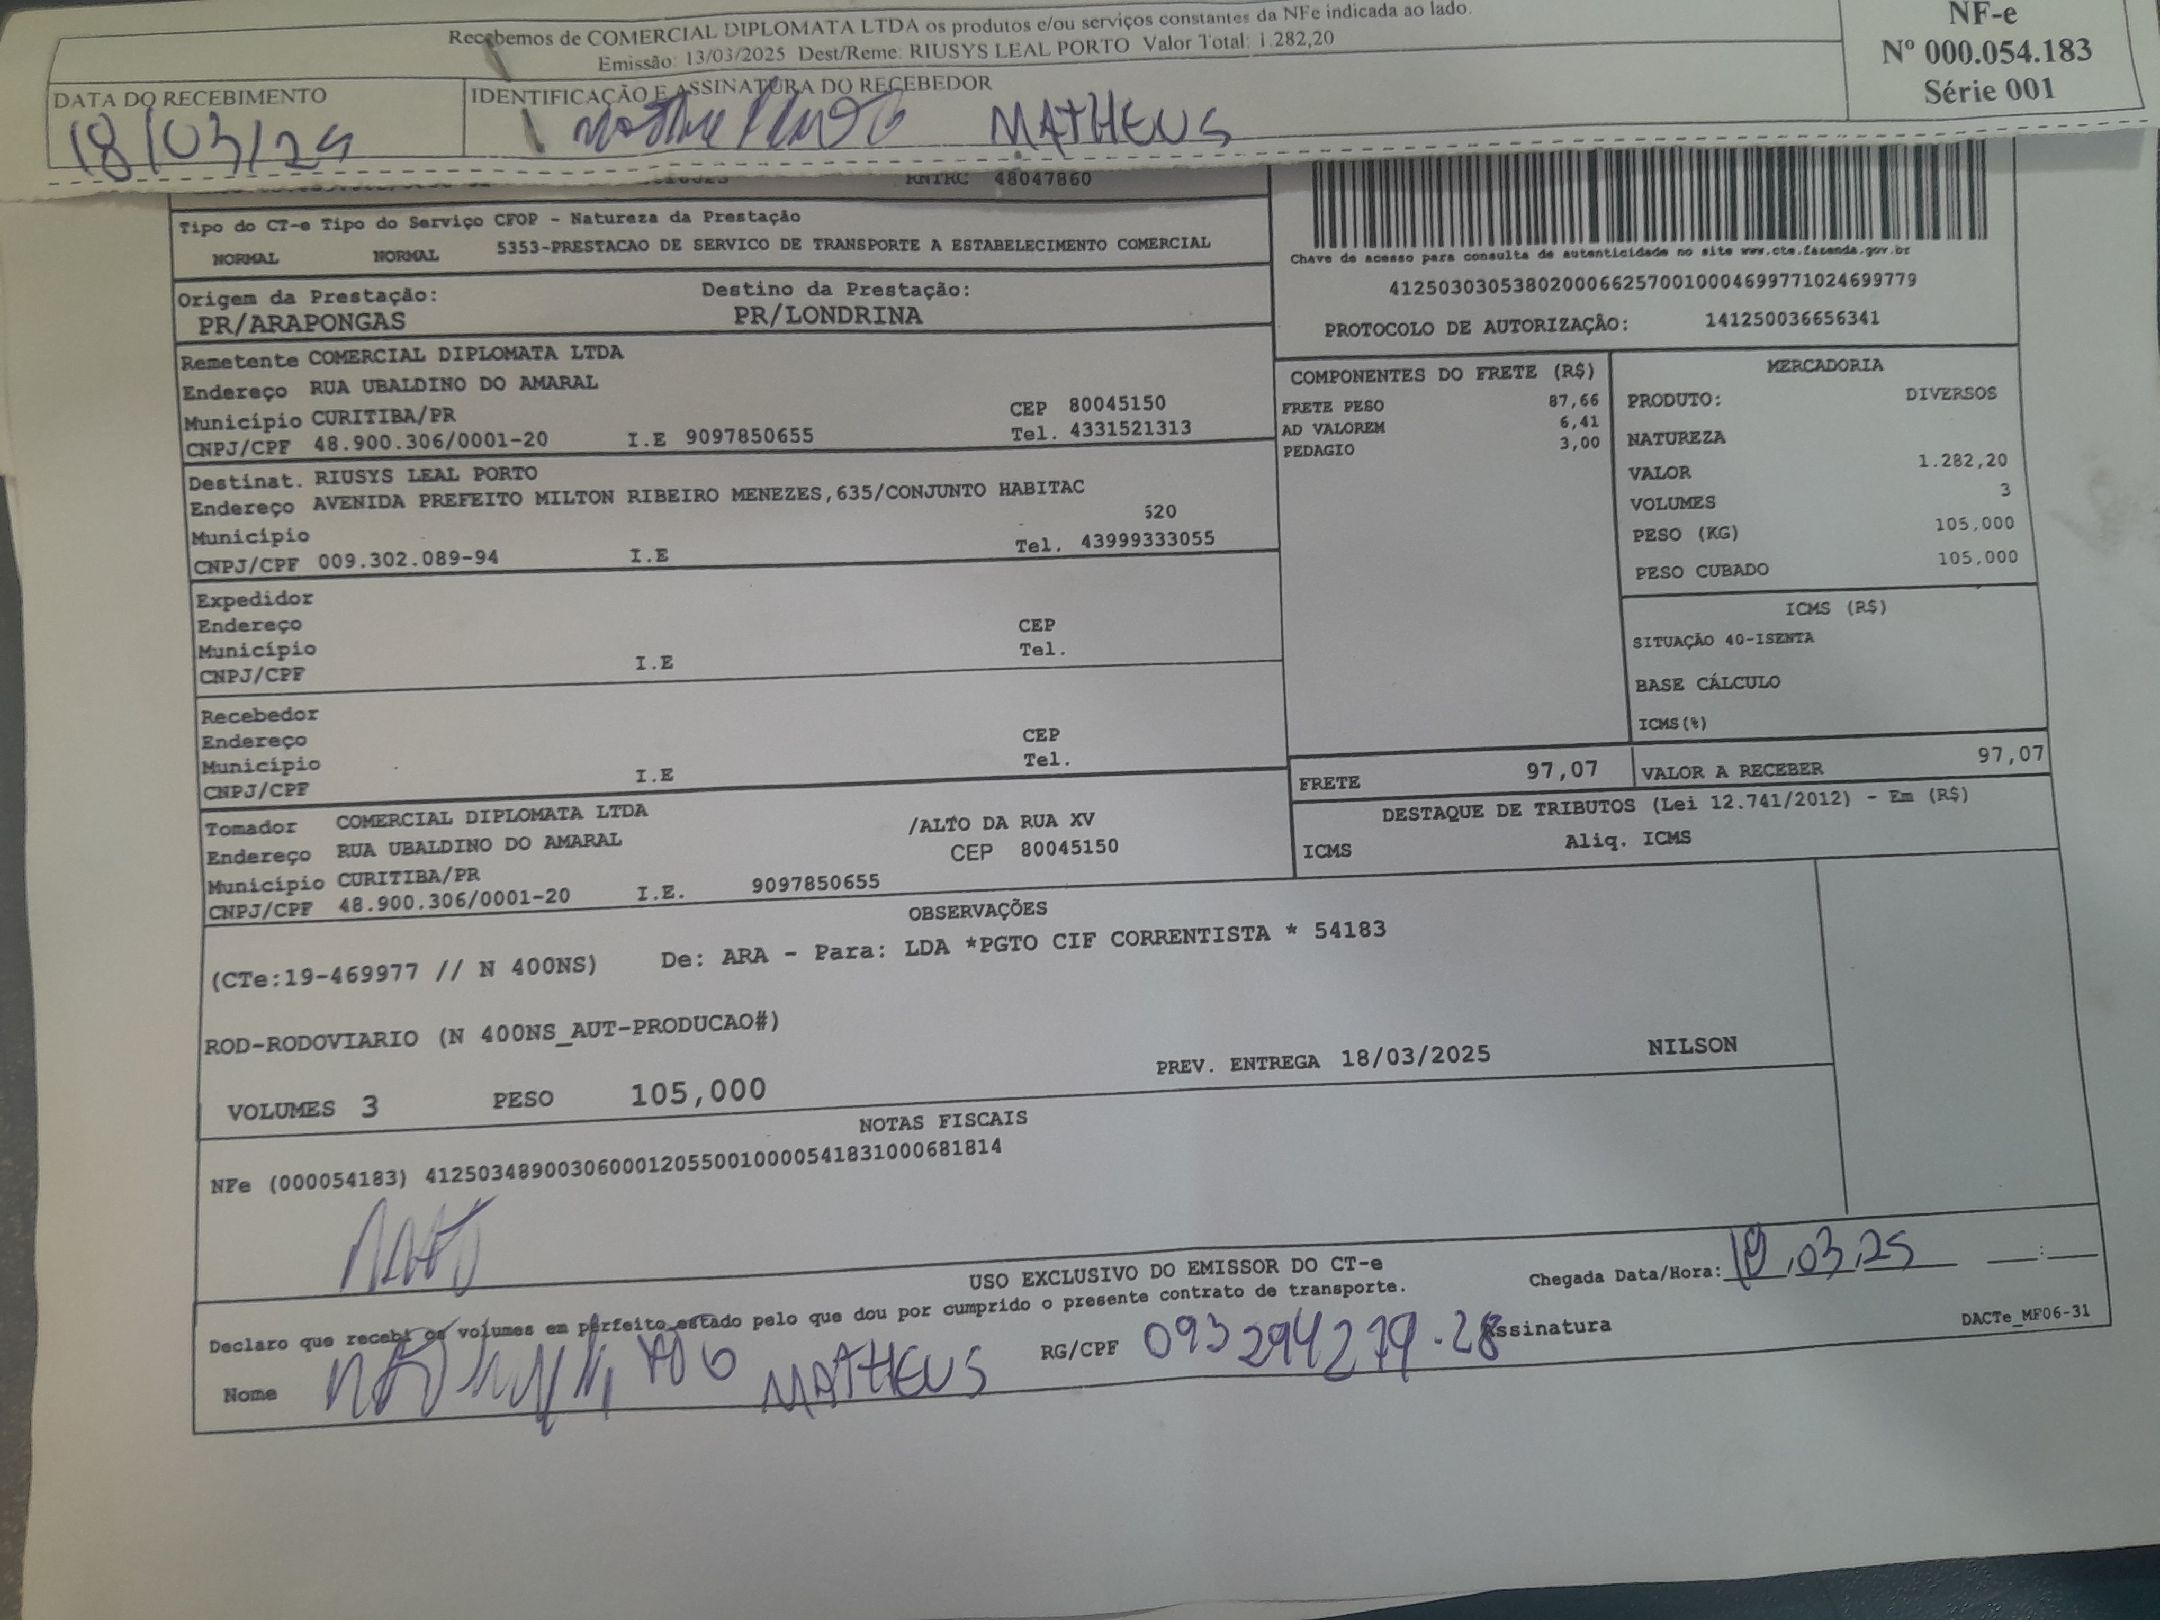 Recebemos de COMERCIAL DIPLOMATA LTDA os produtos e/ou serviços constantes da NFe indicada ao lado.
Emissão: 13/03/2025 Dest/Reme: RIUSYS LEAL PORTO Valor Total: 1.282,20
NF-e
Nº 000.054.183
Série 001
DATA DO RECEBIMENTO
18/03/25
IDENTIFICAÇÃO E ASSINATURA DO RECEBEDOR
MATHEUS
RNTRC 48047860
Tipo do CT-e Tipo do Serviço CFOP - Natureza da Prestação
NORMAL NORMAL 5353-PRESTACAO DE SERVICO DE TRANSPORTE A ESTABELECIMENTO COMERCIAL
Chave de acesso para consulta de autenticidade no site www.cte.fazenda.gov.br
41250303053802000662570010004699771024699779
PROTOCOLO DE AUTORIZAÇÃO: 141250036656341
Origem da Prestação: Destino da Prestação:
PR/ARAPONGAS PR/LONDRINA
Remetente COMERCIAL DIPLOMATA LTDA
Endereço RUA UBALDINO DO AMARAL
Município CURITIBA/PR CEP 80045150
CNPJ/CPF 48.900.306/0001-20 I.E 9097850655 Tel. 4331521313
Destinat. RIUSYS LEAL PORTO
Endereço AVENIDA PREFEITO MILTON RIBEIRO MENEZES,635/CONJUNTO HABITAC
Município 520
CNPJ/CPF 009.302.089-94 I.E Tel. 43999333055
Expedidor
Endereço CEP
Município Tel.
CNPJ/CPF I.E
Recebedor
Endereço CEP
Município Tel.
CNPJ/CPF I.E
COMPONENTES DO FRETE (R$)
FRETE PESO 87,66
AD VALOREM 6,41
PEDAGIO 3,00
MERCADORIA
PRODUTO: DIVERSOS
NATUREZA
VALOR 1.282,20
VOLUMES 3
PESO (KG) 105,000
PESO CUBADO 105,000
ICMS (R$)
SITUAÇÃO 40-ISENTA
BASE CÁLCULO
ICMS(%)
FRETE 97,07 VALOR A RECEBER 97,07
DESTAQUE DE TRIBUTOS (Lei 12.741/2012) - Em (R$)
ICMS Aliq. ICMS
Tomador COMERCIAL DIPLOMATA LTDA
Endereço RUA UBALDINO DO AMARAL /ALTO DA RUA XV
Município CURITIBA/PR CEP 80045150
CNPJ/CPF 48.900.306/0001-20 I.E. 9097850655
OBSERVAÇÕES
(CTe:19-469977 // N 400NS) De: ARA - Para: LDA *PGTO CIF CORRENTISTA * 54183
ROD-RODOVIARIO (N 400NS_AUT-PRODUCAO#)
VOLUMES 3 PESO 105,000 PREV. ENTREGA 18/03/2025 NILSON
NOTAS FISCAIS
NFe (000054183) 41250348900306000120550010000541831000681814
USO EXCLUSIVO DO EMISSOR DO CT-e
Declaro que recebi os volumes em perfeito estado pelo que dou por cumprido o presente contrato de transporte.
Chegada Data/Hora: 18.03.25 :
Nome MATHEUS RG/CPF 093294279-28 Assinatura
DACTe_MF06-31